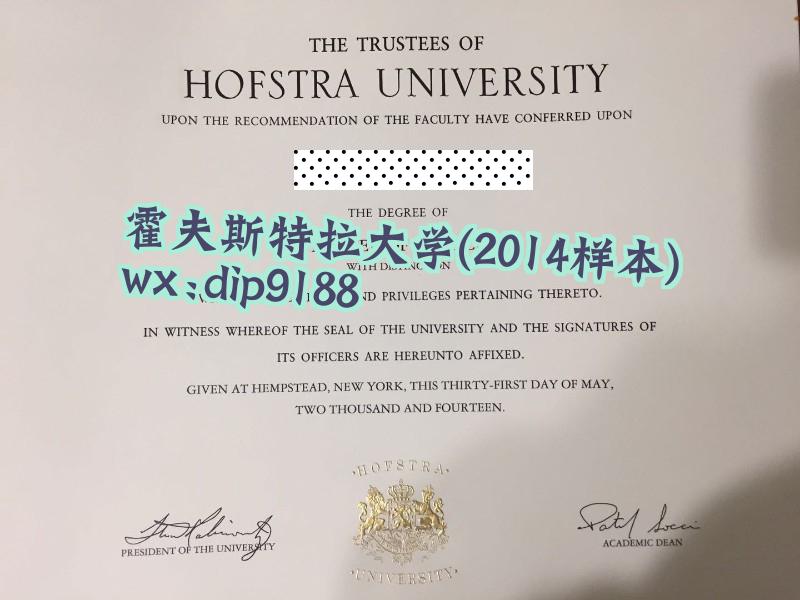 THE TRUSTEES OF
HOFSTRA UNIVERSITY
UPON THE RECOMMENDATION OF THE FACULTY HAVE CONFERRED UPON
THE DEGREE OF
霍夫斯特拉大学(2014样本)
WITH DISTINCTION
wx:dip9188
AND PRIVILEGES PERTAINING THERETO.
IN WITNESS WHEREOF THE SEAL OF THE UNIVERSITY AND THE SIGNATURES OF
ITS OFFICERS ARE HEREUNTO AFFIXED.
GIVEN AT HEMPSTEAD, NEW YORK, THIS THIRTY-FIRST DAY OF MAY,
TWO THOUSAND AND FOURTEEN.
HOFSTRA
UNIVERSITY
PRESIDENT OF THE UNIVERSITY
ACADEMIC DEAN